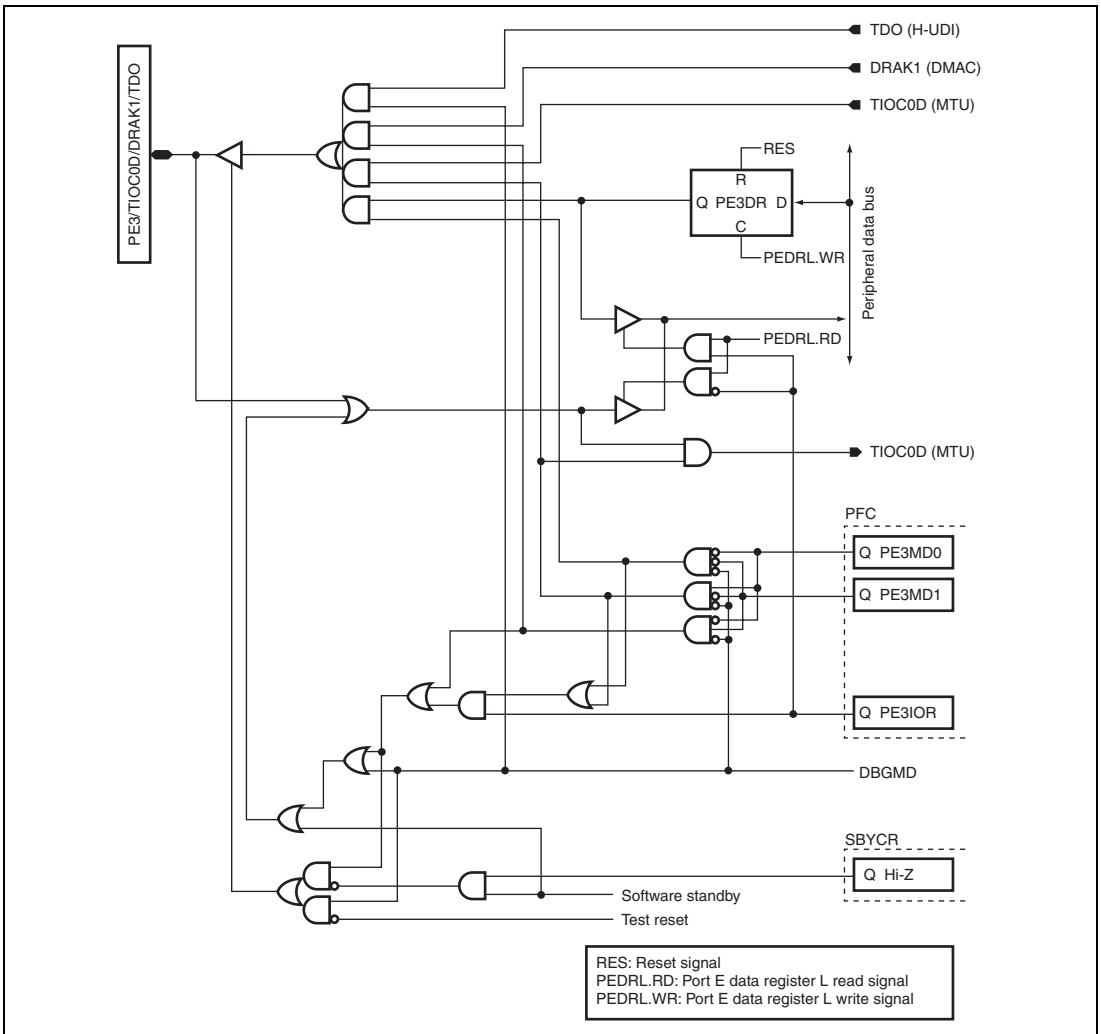 PE3/TIOC0D/DRAK1/TDO
TDO (H-UDI)
DRAK1 (DMAC)
TIOC0D (MTU)
RES
R
Q PE3DR D
C
PEDRL.WR
Peripheral data bus
PEDRL.RD
TIOC0D (MTU)
PFC
Q PE3MD0
Q PE3MD1
Q PE3IOR
DBGMD
SBYCR
Q Hi-Z
Software standby
Test reset
RES: Reset signal
PEDRL.RD: Port E data register L read signal
PEDRL.WR: Port E data register L write signal